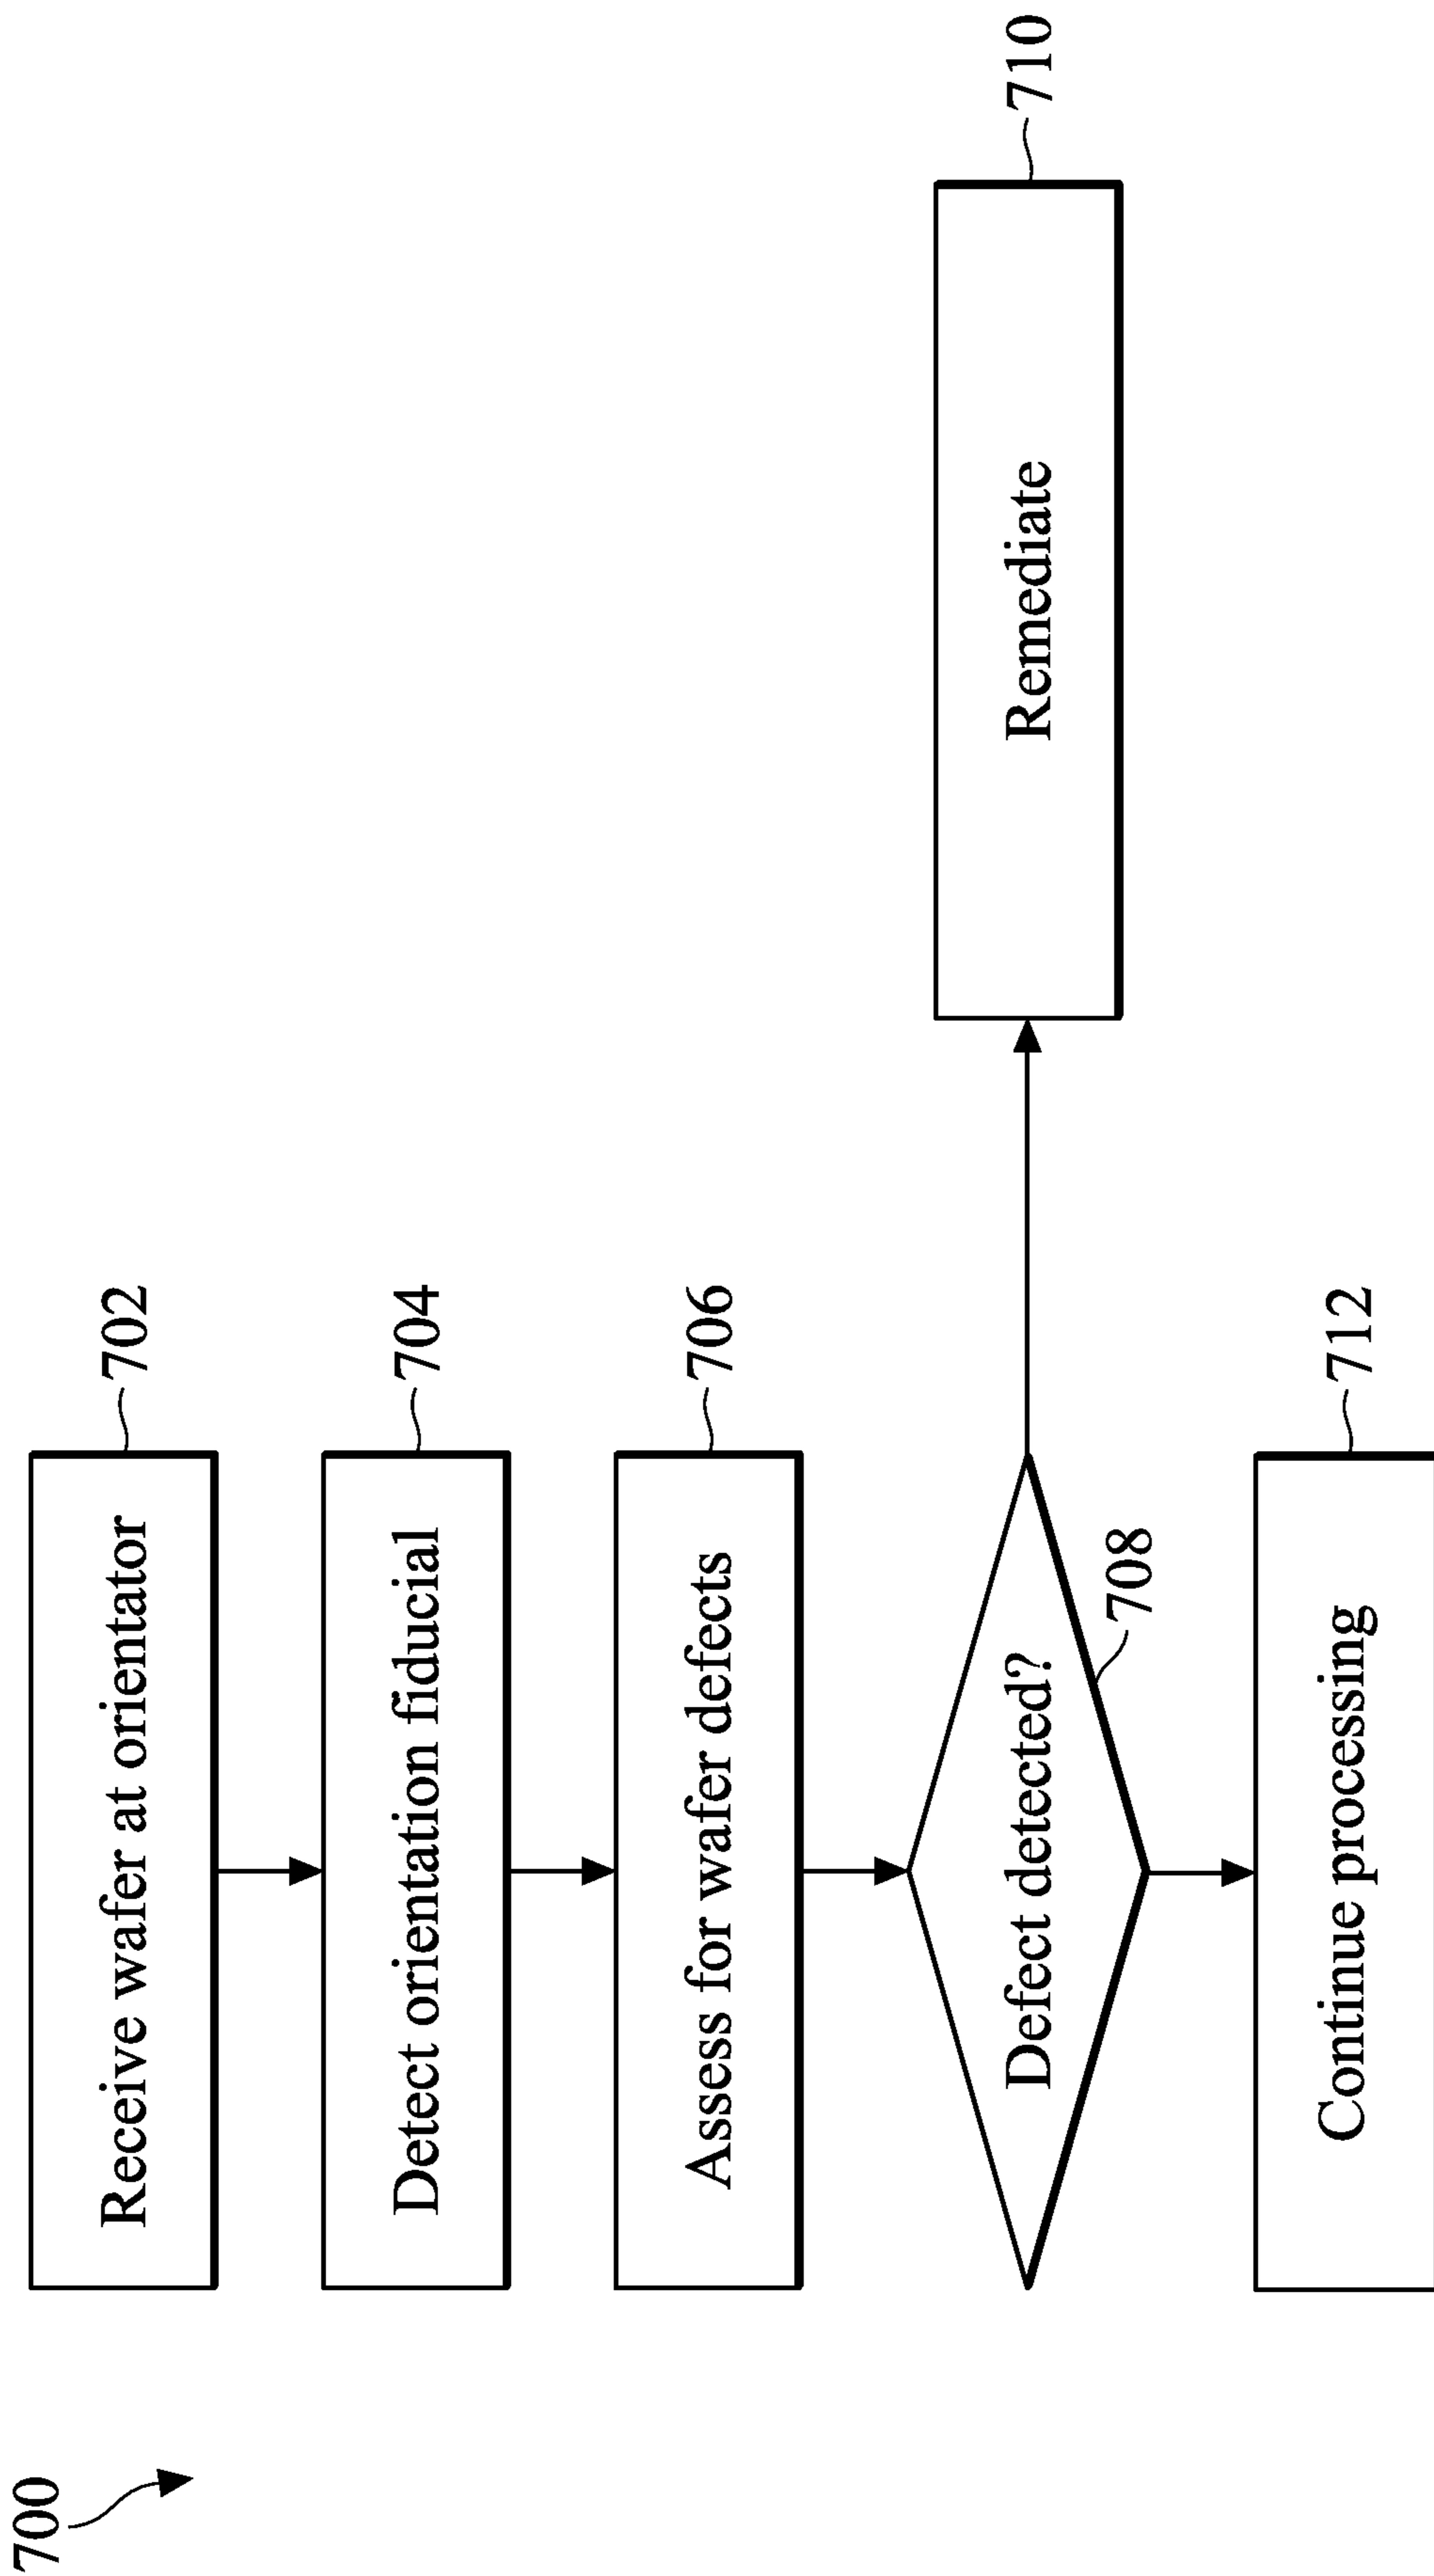 700
Receive wafer at orientator
702
Detect orientation fiducial
704
Assess for wafer defects
706
Defect detected?
708
Remediate
710
Continue processing
712